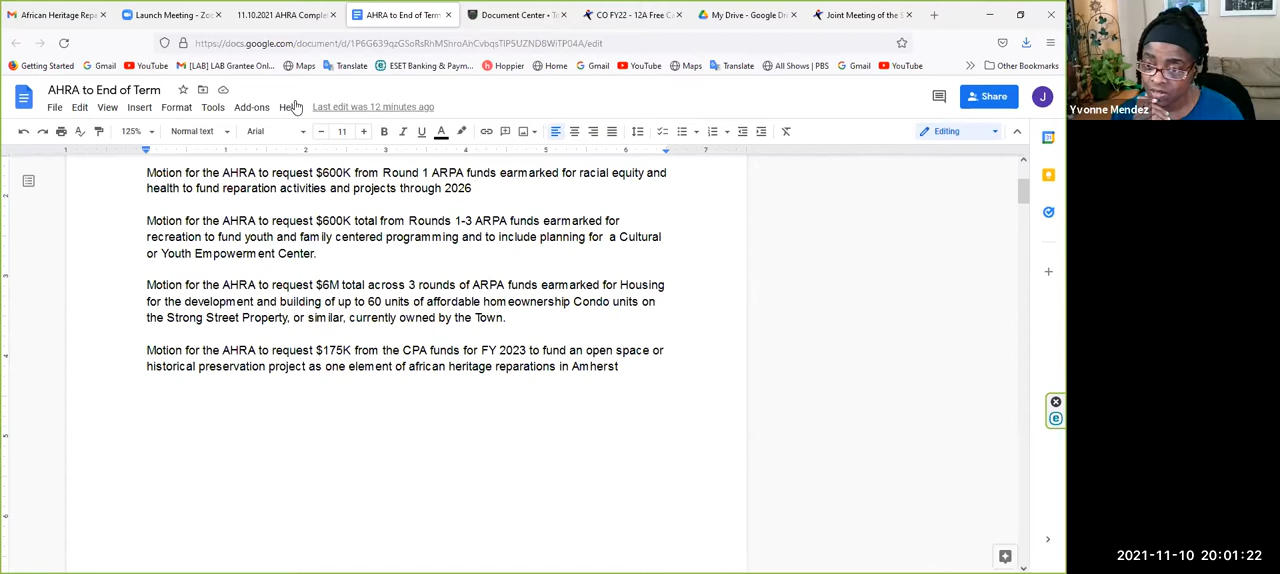 African Heritage Repa
Launch Meeting - Zoo
11.10.2021 AHRA Complet
AHRA to End of Term
Document Center • To
CO FY22 - 12A Free C
My Drive - Google Dri
Joint Meeting of the S
https://docs.google.com/document/d/1P6G639qzGSoRsRhMShroAhCvbqsTlP5UZND8WiTP04A/edit
Getting Started
Gmail
YouTube
[LAB] LAB Grantee Onl...
Maps
Translate
ESET Banking & Paym...
Hoppier
Home
Gmail
YouTube
Maps
Translate
All Shows | PBS
Gmail
YouTube
Other Bookmarks
AHRA to End of Term
File Edit View Insert Format Tools Add-ons Help Last edit was 12 minutes ago
Share
J
125% Normal text Arial 11 Editing
Motion for the AHRA to request $600K from Round 1 ARPA funds earmarked for racial equity and
health to fund reparation activities and projects through 2026
Motion for the AHRA to request $600K total from Rounds 1-3 ARPA funds earmarked for
recreation to fund youth and family centered programming and to include planning for a Cultural
or Youth Empowerment Center.
Motion for the AHRA to request $6M total across 3 rounds of ARPA funds earmarked for Housing
for the development and building of up to 60 units of affordable homeownership Condo units on
the Strong Street Property, or similar, currently owned by the Town.
Motion for the AHRA to request $175K from the CPA funds for FY 2023 to fund an open space or
historical preservation project as one element of african heritage reparations in Amherst
Yvonne Mendez
2021-11-10 20:01:22